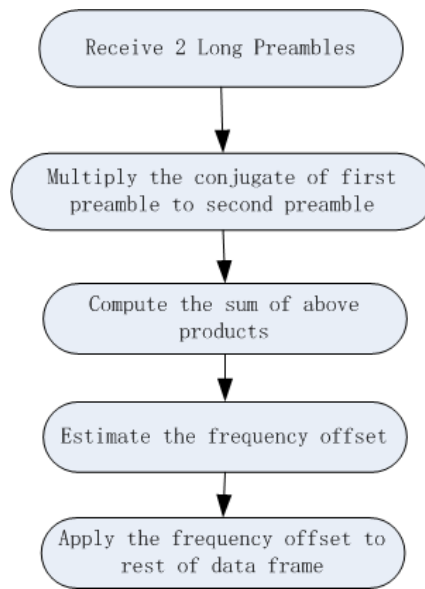 Receive 2 Long Preambles
Multiply the conjugate of first
preamble to second preamble
Compute the sum of above
products
Estimate the frequency offset
Apply the frequency offset to
rest of data frame